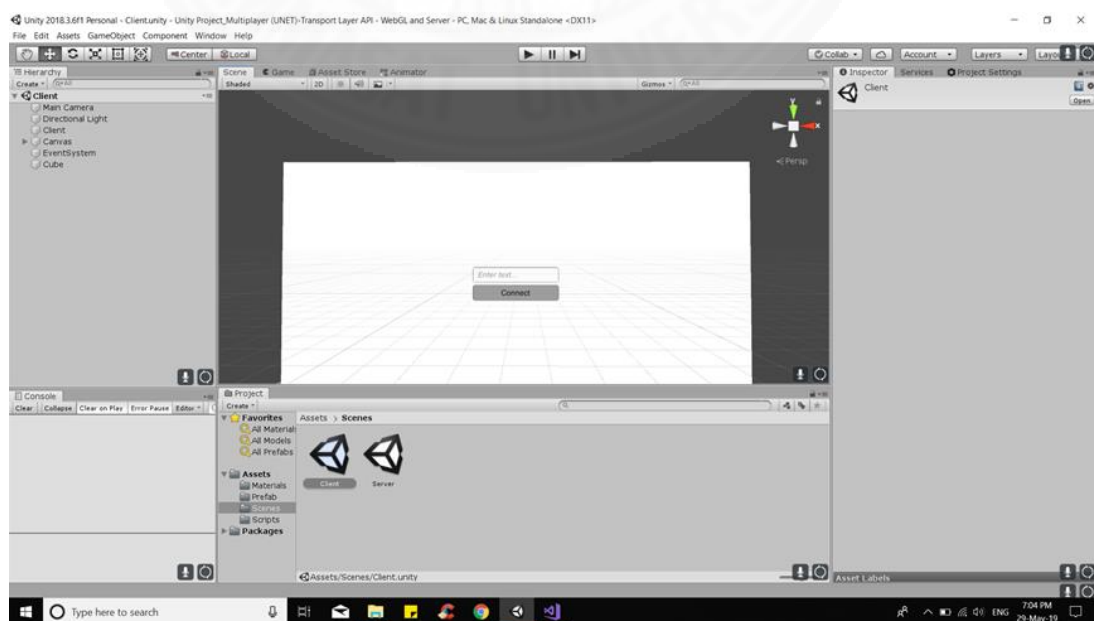 Unity 2018.3.6f1 Personal - Client.unity - Unity Project_Multiplayer (UNET)-Transport Layer API - WebGL and Server - PC, Mac & Linux Standalone <DX11>
File Edit Assets GameObject Component Window Help
Center Local Collab Account Layers Layo
Hierarchy
Create
Client
Main Camera
Directional Light
Client
Canvas
EventSystem
Cube
Scene Game Asset Store Animator
Shaded 2D Gizmos
Persp
Enter text...
Connect
Inspector Services Project Settings
Client
Open
Console
Clear Collapse Clear on Play Error Pause Editor
Project
Create
Favorites
All Material
All Models
All Prefabs
Assets
Materials
Prefab
Scenes
Scripts
Packages
Assets > Scenes
Client Server
Assets/Scenes/Client.unity
Asset Labels
Type here to search
ENG
7:04 PM
29-May-19